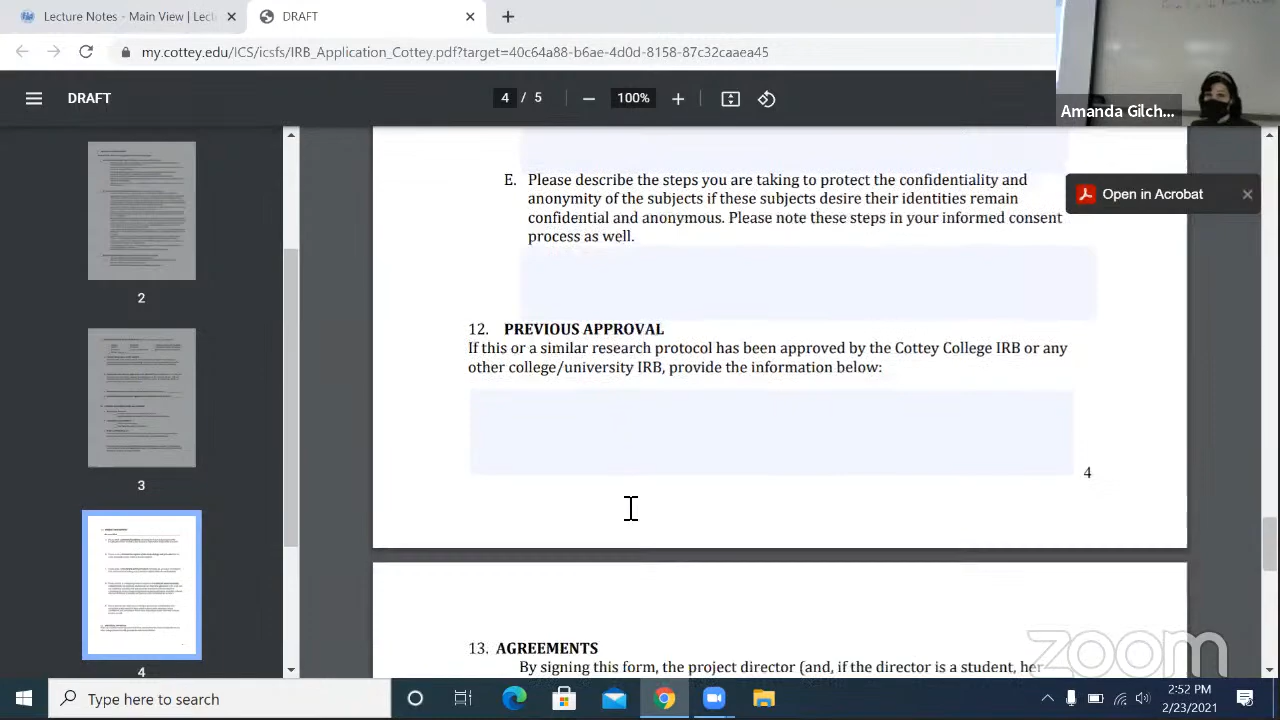 Lecture Notes - Main View | Lect
DRAFT
my.cottey.edu/ICS/icsfs/IRB_Application_Cottey.pdf?target=40c64a88-b6ae-4d0d-8158-87c32caaea45
DRAFT
4 / 5
100%
Amanda Gilch...
Open in Acrobat
2
3
4
E. Please describe the steps you are taking to protect the confidentiality and
anonymity of the subjects if these subjects desire their identities remain
confidential and anonymous. Please note these steps in your informed consent
process as well.
12. PREVIOUS APPROVAL
If this or a similar research protocol has been approved by the Cottey College IRB or any
other college/university IRB, provide the information below:
4
13. AGREEMENTS
By signing this form, the project director (and, if the director is a student, her
zoom
Type here to search
2:52 PM
2/23/2021